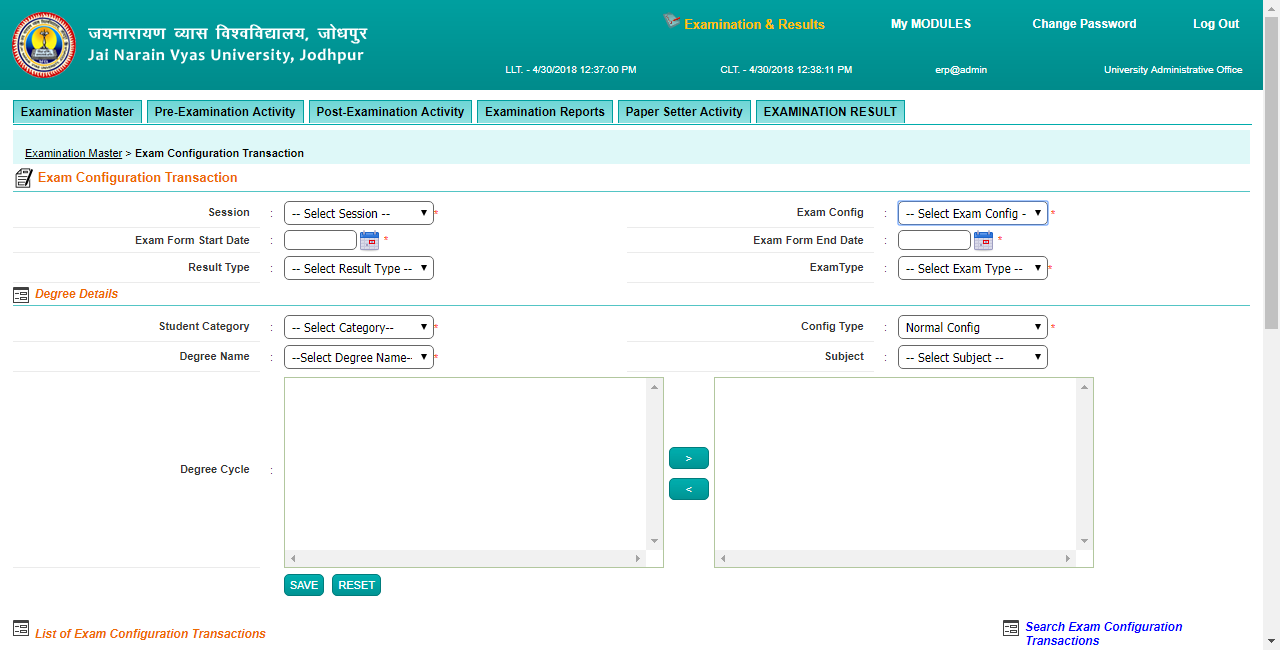 जयनारायण व्यास विश्वविद्यालय, जोधपुर
Jai Narain Vyas University, Jodhpur
Examination & Results My MODULES Change Password Log Out
LLT. - 4/30/2018 12:37:00 PM CLT. - 4/30/2018 12:38:11 PM erp@admin University Administrative Office
Examination Master Pre-Examination Activity Post-Examination Activity Examination Reports Paper Setter Activity EXAMINATION RESULT
Examination Master > Exam Configuration Transaction
Exam Configuration Transaction
Session : -- Select Session -- * Exam Config : -- Select Exam Config - *
Exam Form Start Date : * Exam Form End Date : *
Result Type : -- Select Result Type -- ExamType : -- Select Exam Type -- *
Degree Details
Student Category : -- Select Category-- * Config Type : Normal Config *
Degree Name : --Select Degree Name-- * Subject : -- Select Subject --
Degree Cycle :
>
<
SAVE RESET
List of Exam Configuration Transactions Search Exam Configuration
Transactions